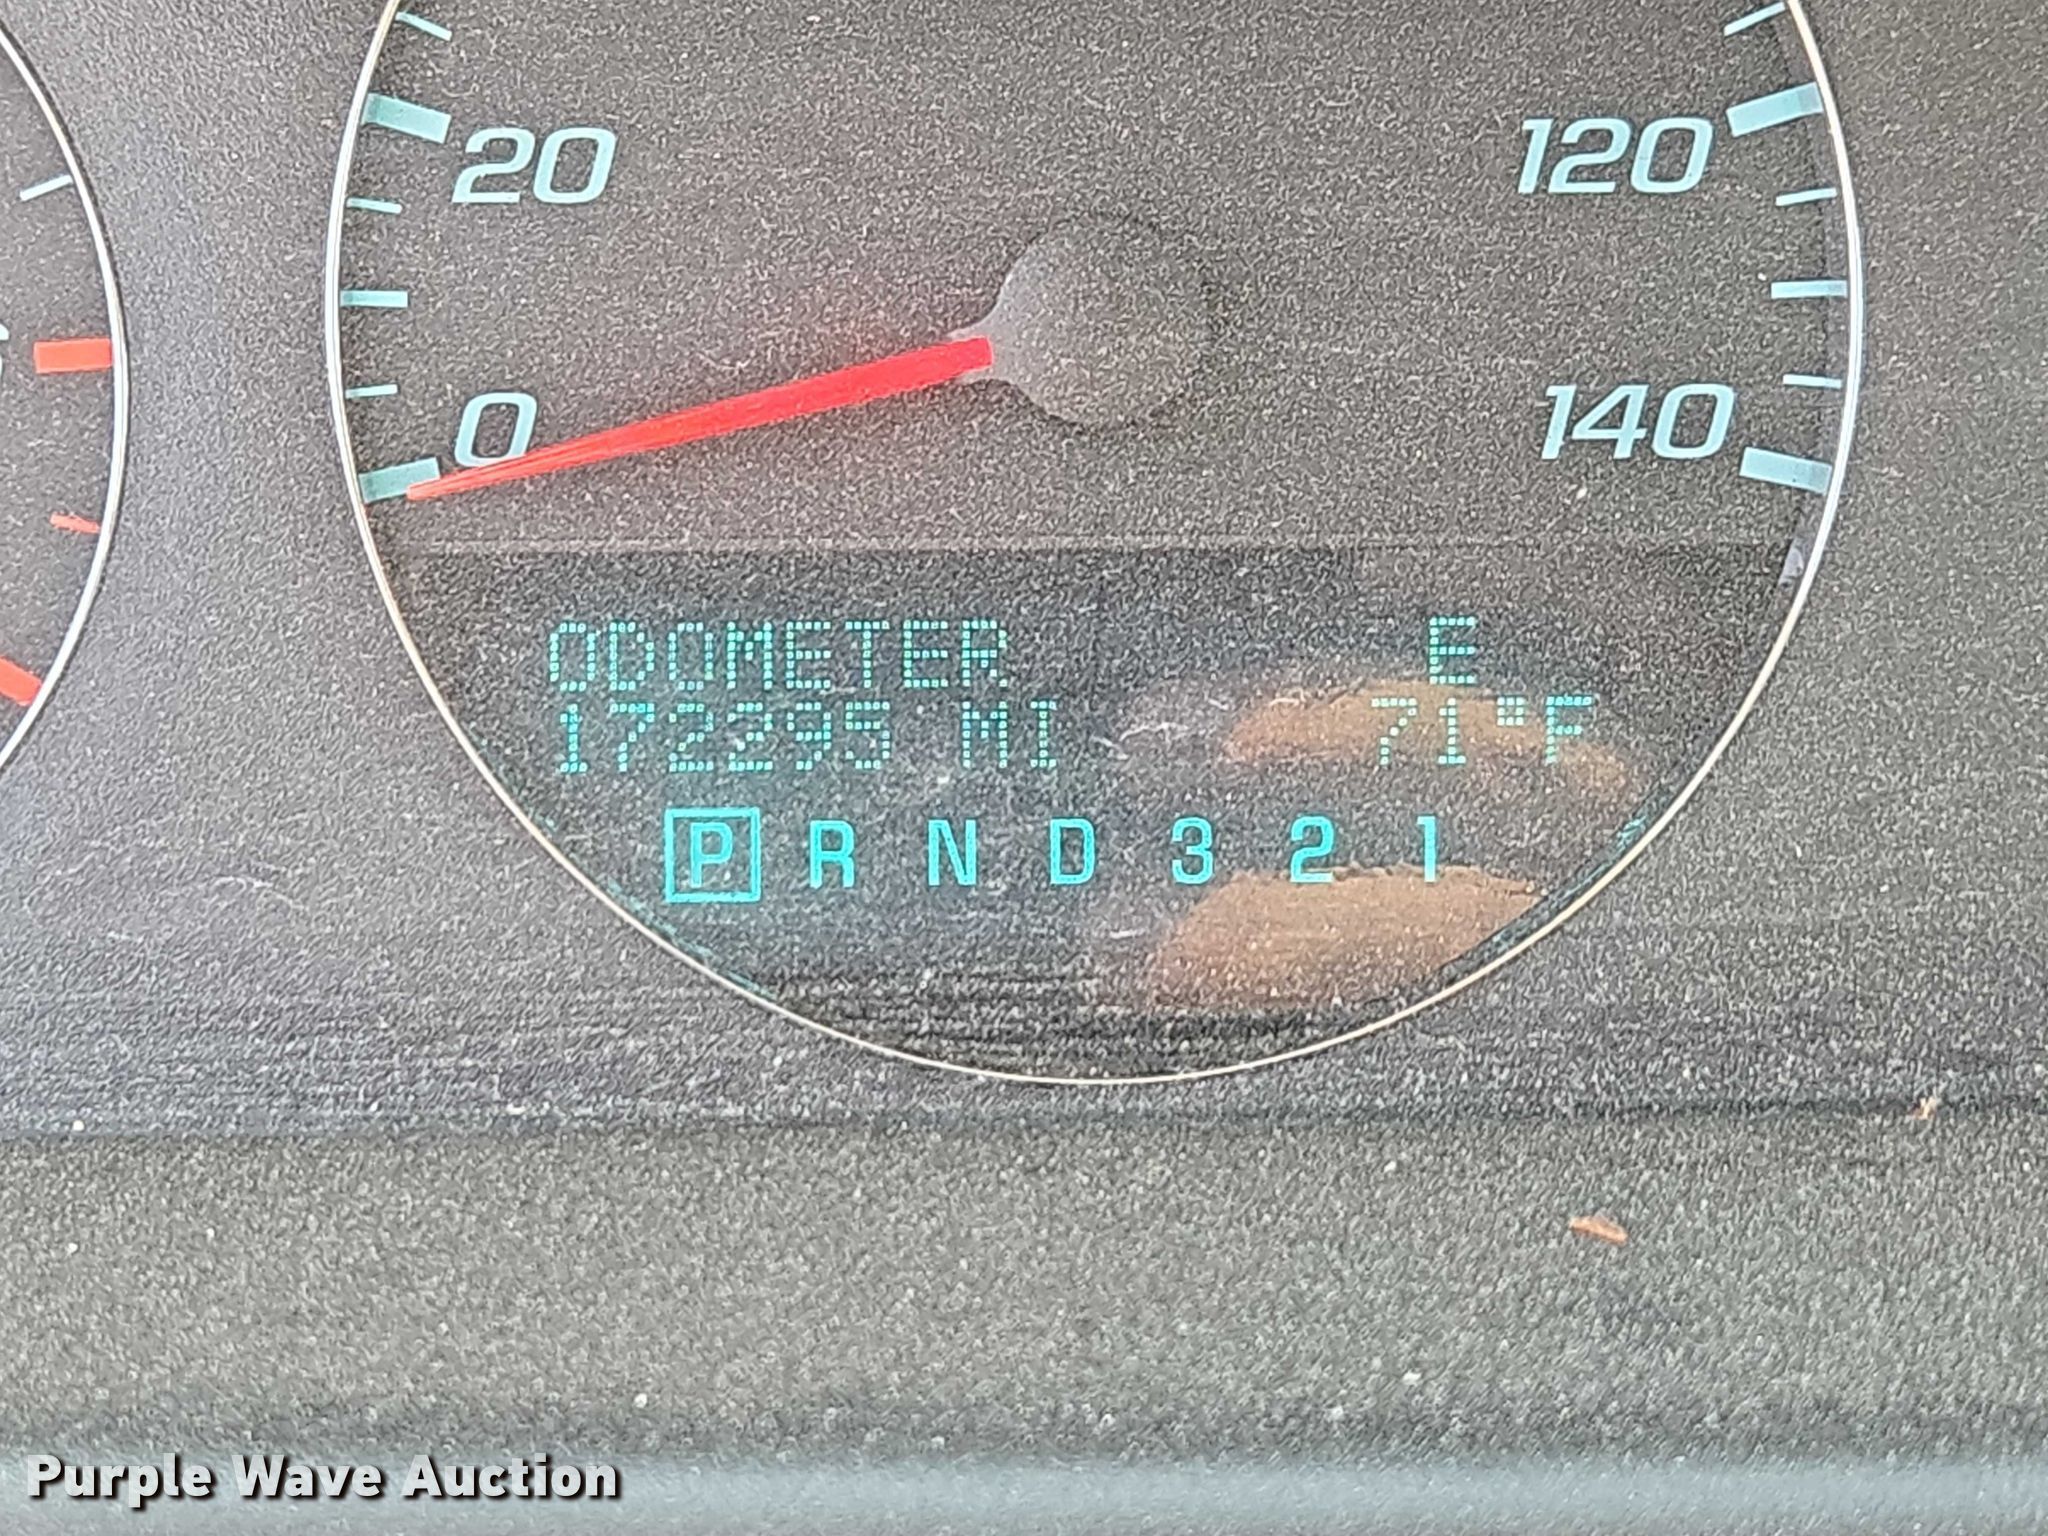 20
120
0
140
ODOMETER E
172295 MI 71°F
P R N D 3 2 1
Purple Wave Auction